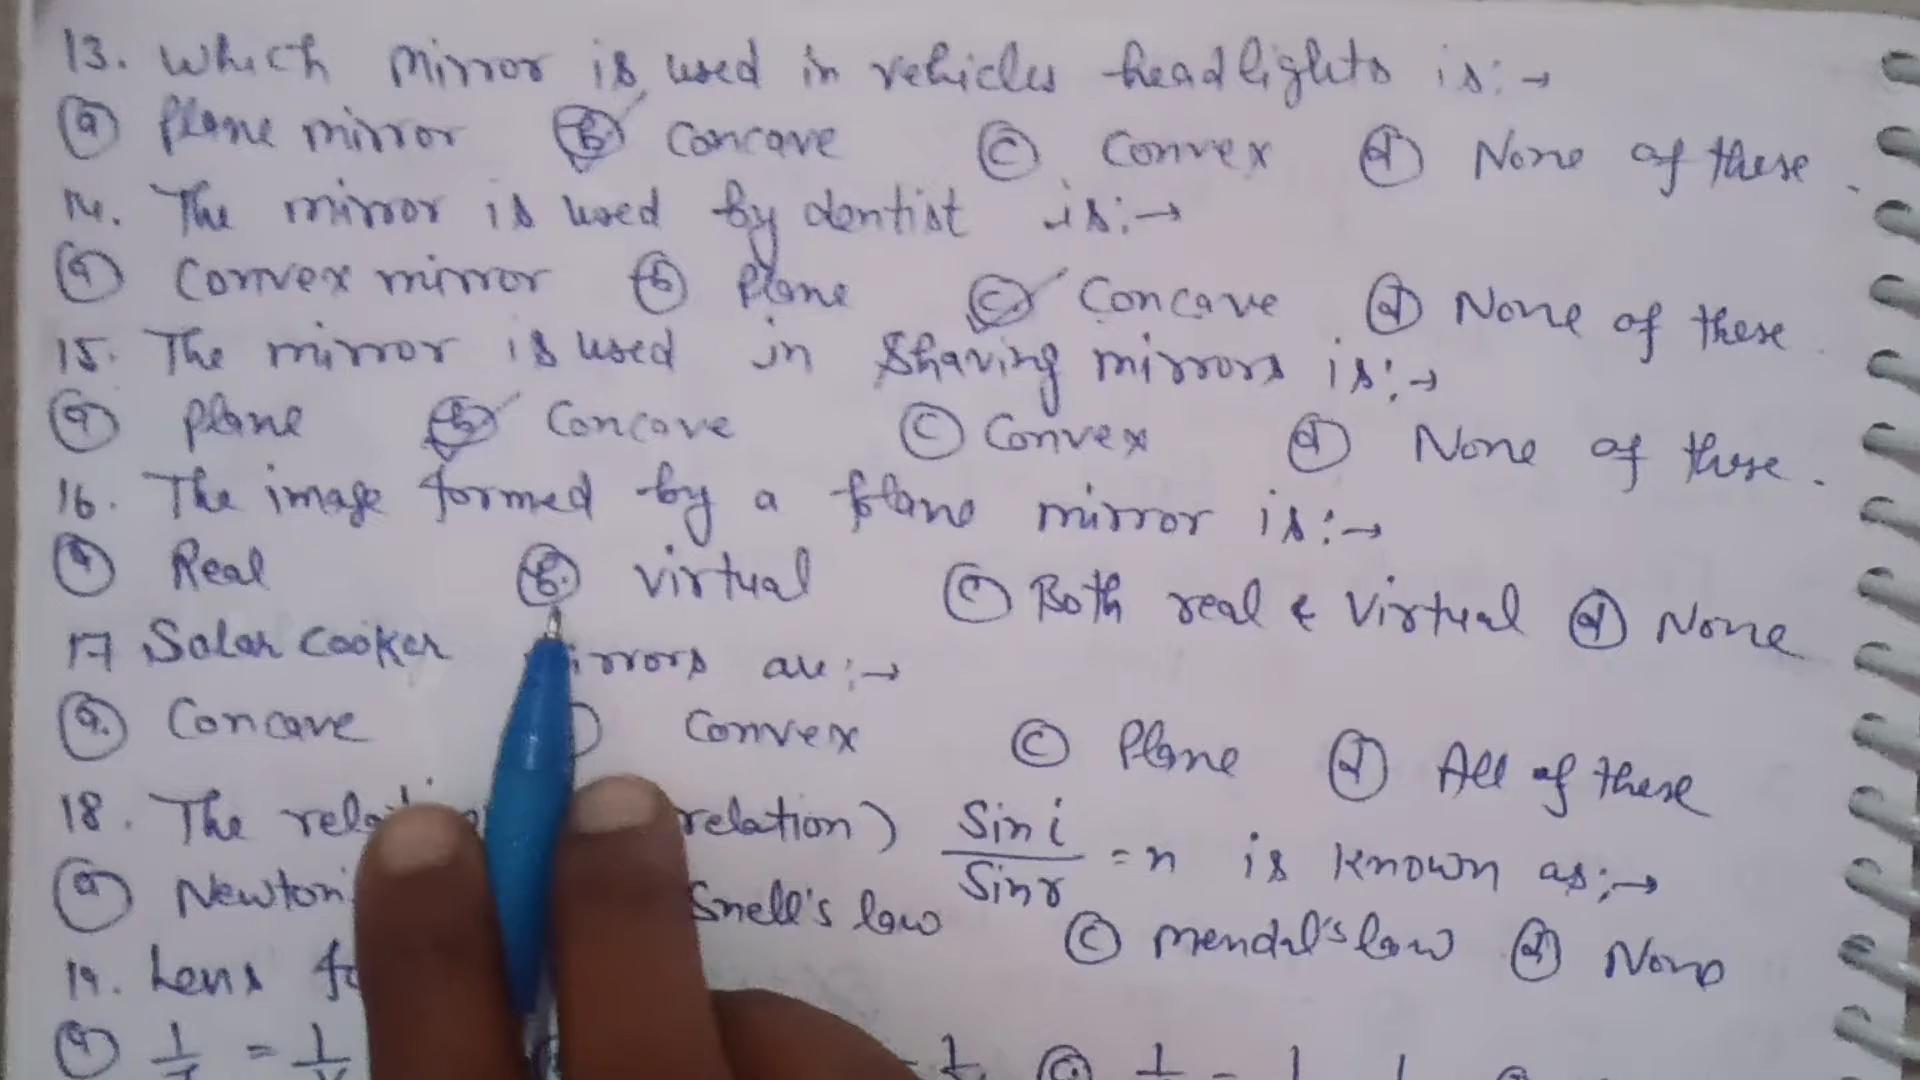 13. Which mirror is used in vehicles headlights is:→
(a) Plane mirror (b) Concave (c) Convex (d) None of these.
14. The mirror is used by dentist is:→
(a) Convex mirror (b) Plane (c) Concave (d) None of these.
15. The mirror is used in shaving mirrors is:→
(a) plane (b) Concave (c) Convex (d) None of these.
16. The image formed by a plane mirror is:→
(a) Real (b) virtual (c) Both real & Virtual (d) None
17 Solar cooker mirrors are:→
(a) Concave Convex (c) Plane (d) All of these
18. The relation) Sin i / Sin r = n is known as:→
(a) Newton' Snell's law (c) mendal's law (d) None
19. Lens
(a) 1 = 1